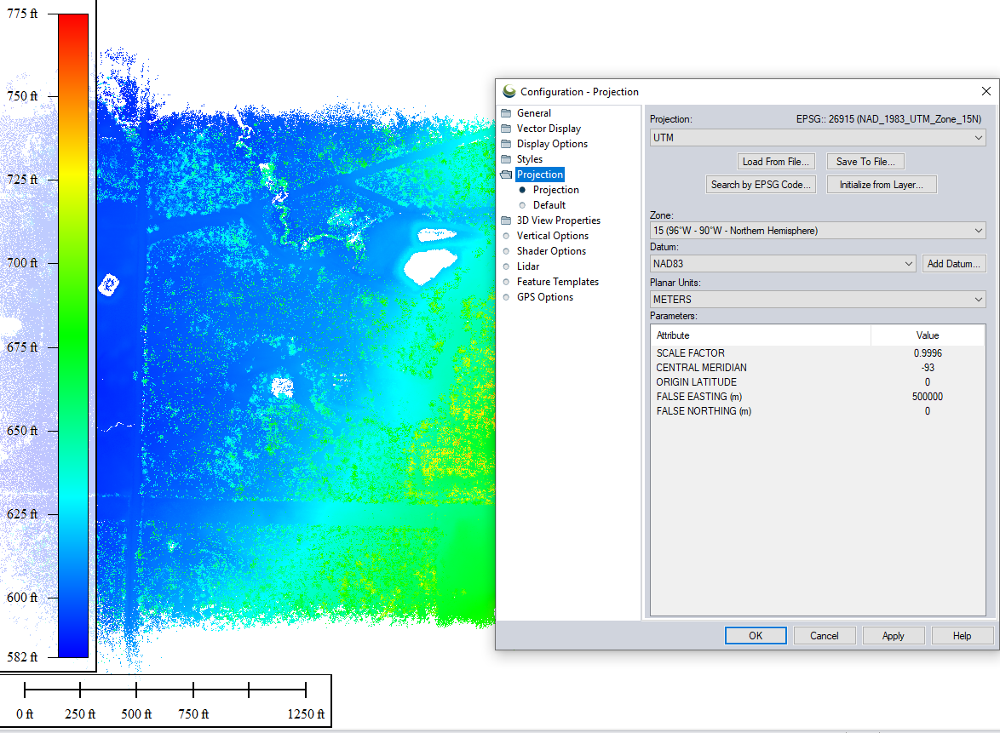 775 ft
750 ft
725 ft
700 ft
675 ft
650 ft
625 ft
600 ft
582 ft
0 ft 250 ft 500 ft 750 ft 1250 ft
Configuration - Projection
General
Vector Display
Display Options
Styles
Projection
Projection
Default
3D View Properties
Vertical Options
Shader Options
Lidar
Feature Templates
GPS Options
Projection: EPSG:: 26915 (NAD_1983_UTM_Zone_15N)
UTM
Load From File... Save To File...
Search by EPSG Code... Initialize from Layer...
Zone:
15 (96°W - 90°W - Northern Hemisphere)
Datum:
NAD83 Add Datum...
Planar Units:
METERS
Parameters:
Attribute Value
SCALE FACTOR 0.9996
CENTRAL MERIDIAN -93
ORIGIN LATITUDE 0
FALSE EASTING (m) 500000
FALSE NORTHING (m) 0
OK Cancel Apply Help